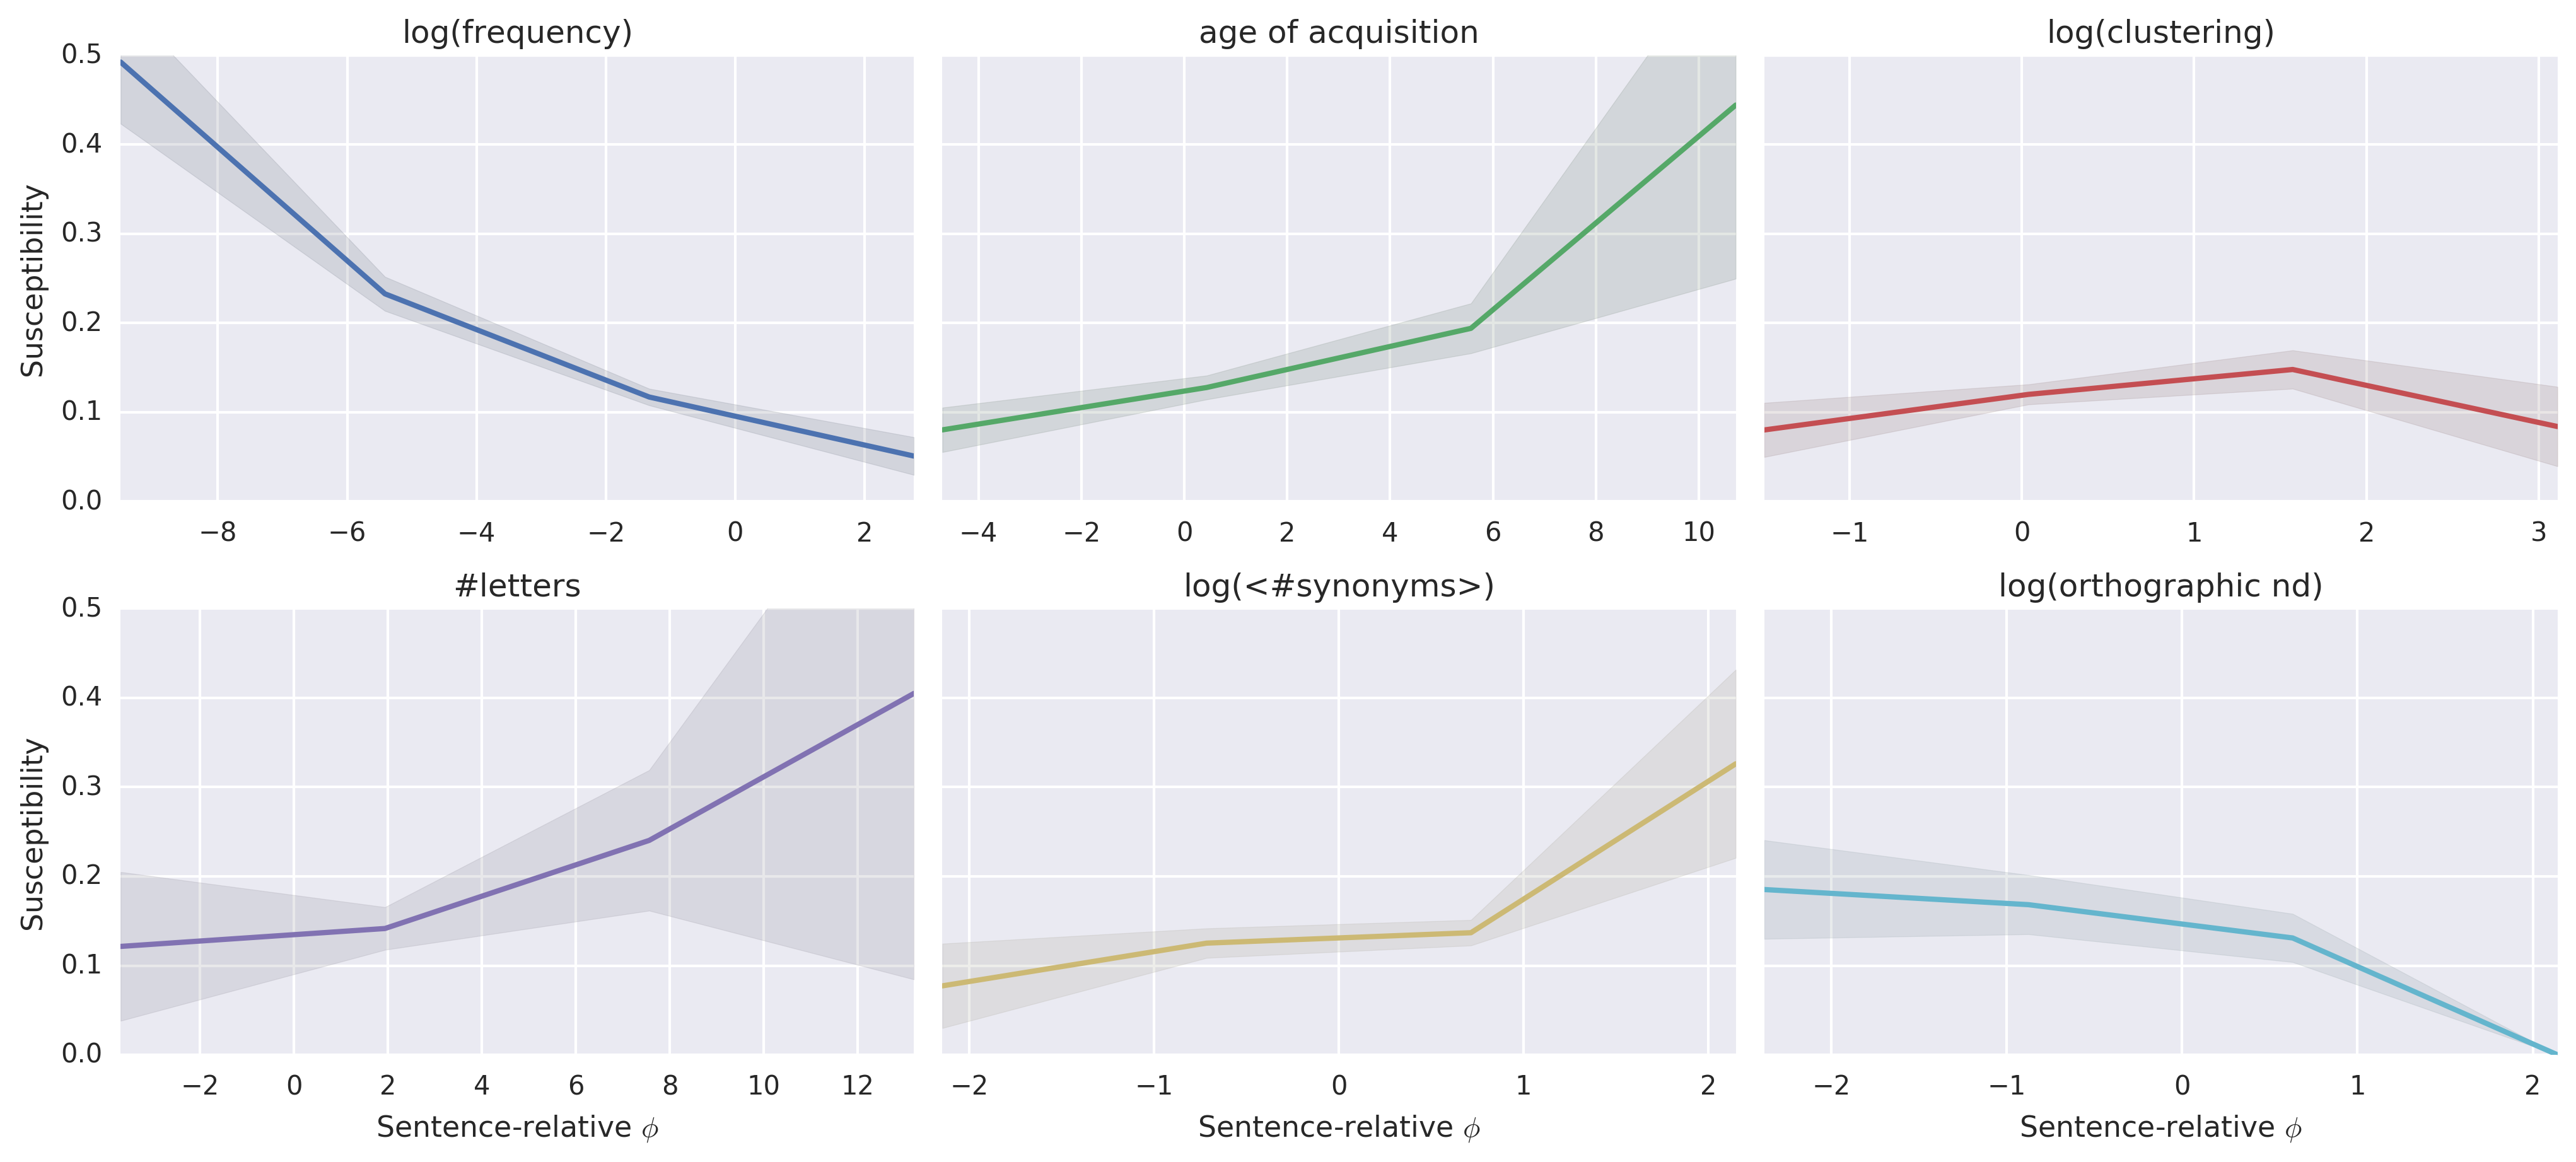 log(frequency)
age of acquisition
log(clustering)
Susceptibility
0.5
0.4
0.3
0.2
0.1
0.0
−8 −6 −4 −2 0 2
−4 −2 0 2 4 6 8 10
−1 0 1 2 3
#letters
log(<#synonyms>)
log(orthographic nd)
Susceptibility
0.5
0.4
0.3
0.2
0.1
0.0
−2 0 2 4 6 8 10 12
−2 −1 0 1 2
−2 −1 0 1 2
Sentence-relative ϕ
Sentence-relative ϕ
Sentence-relative ϕ